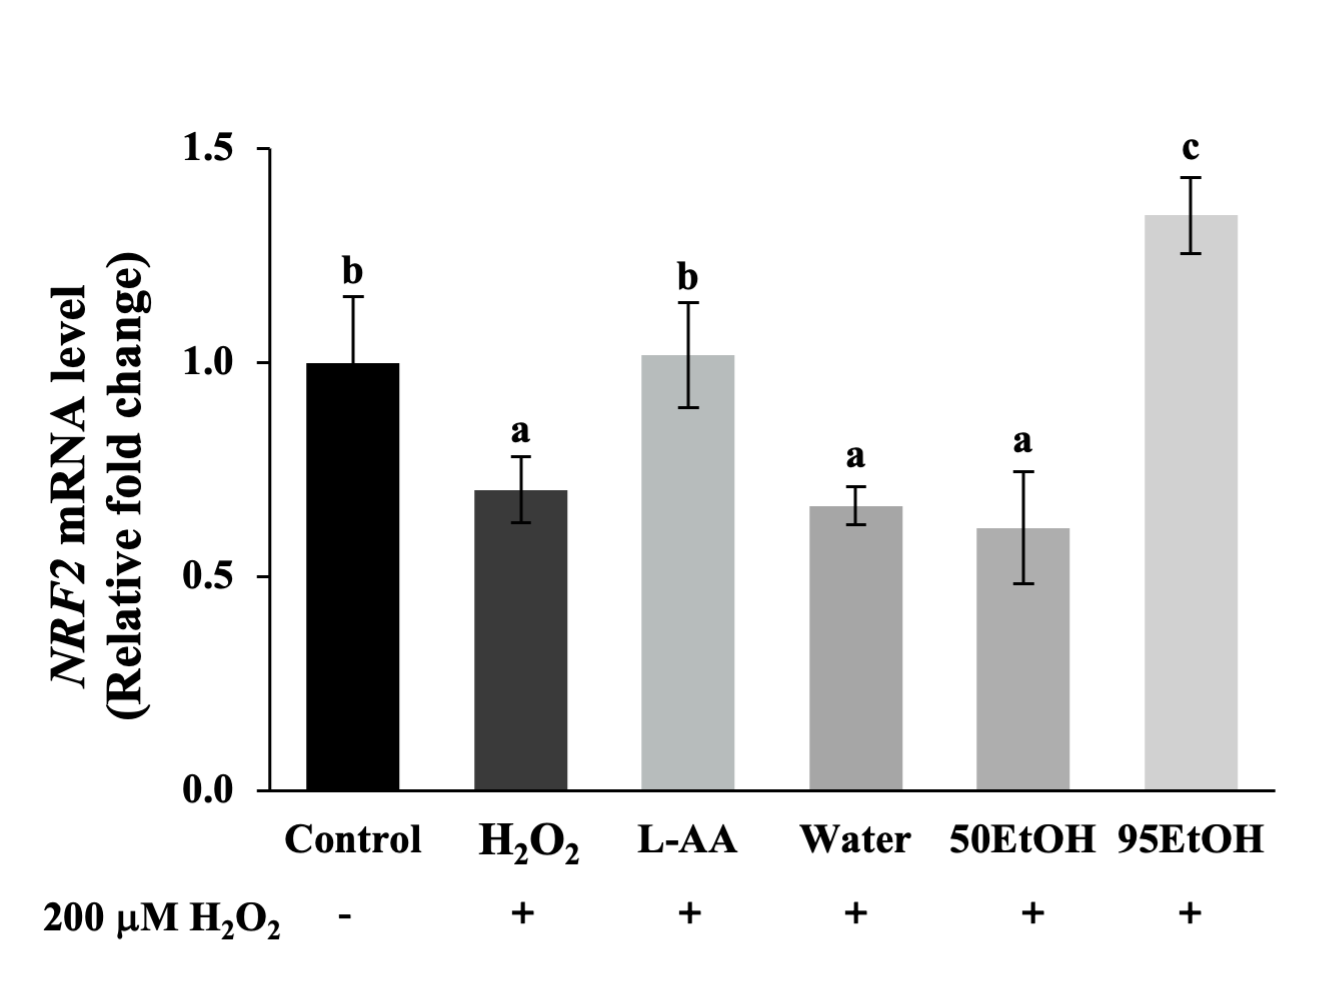 1.5
1.0
0.5
0.0
NRF2 mRNA level
(Relative fold change)
b
a
b
a
a
c
Control H₂O₂ L-AA Water 50EtOH 95EtOH
200 μM H₂O₂ - + + + + +